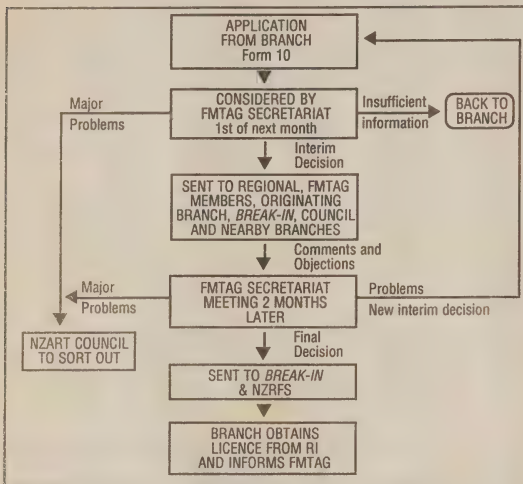 APPLICATION
FROM BRANCH
Form 10
Major
Problems
CONSIDERED BY
FMTAG SECRETARIAT
1st of next month
Insufficient
information
BACK TO
BRANCH
Interim
Decision
SENT TO REGIONAL, FMTAG
MEMBERS, ORIGINATING
BRANCH, BREAK-IN, COUNCIL
AND NEARBY BRANCHES
Comments and
Objections
Major
Problems
FMTAG SECRETARIAT
MEETING 2 MONTHS
LATER
Problems
New interim decision
NZART COUNCIL
TO SORT OUT
Final
Decision
SENT TO BREAK-IN
& NZRFS
BRANCH OBTAINS
LICENCE FROM RI
AND INFORMS FMTAG